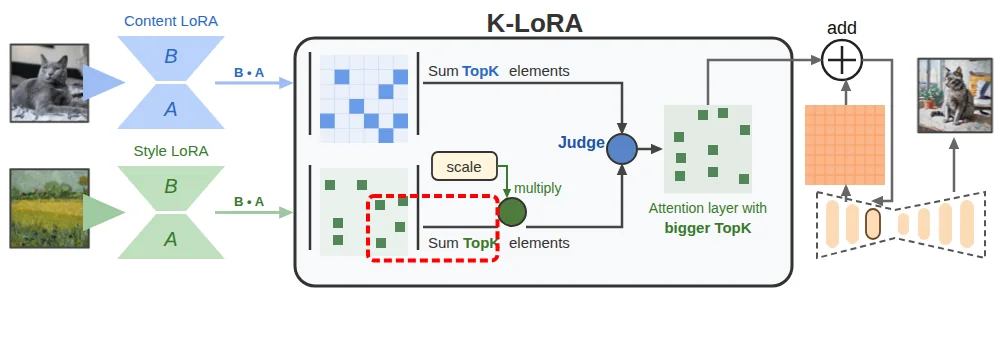 K-LoRA
add
Content LoRA
B
A
B • A
Sum TopK elements
Judge
Style LoRA
B
A
B • A
scale
multiply
Sum TopK elements
Attention layer with
bigger TopK